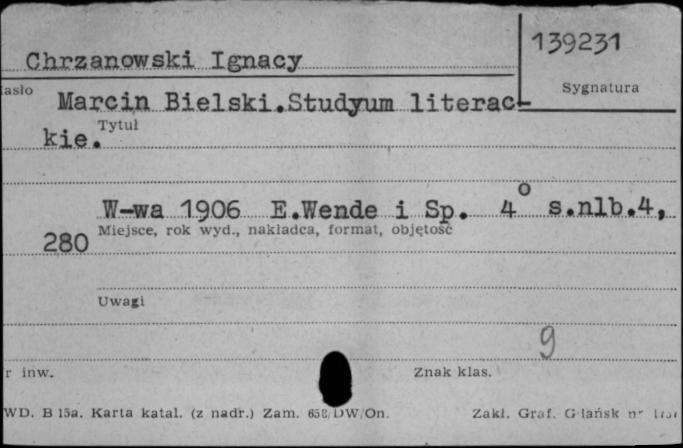 Chrzanowski Ignacy
139231
Sygnatura
Marcin Bielski.Studyum literac-
Tytuł
kie.
W-wa 1906 E.Wende i Sp. 4° s.nlb.4,
Miejsce, rok wyd., nakładca, format, objętość
280
Uwagi
9
r inw.
Znak klas.
WD. B 15a. Karta katal. (z nadr.) Zam. 658/DW/On.
Zakł. Graf. Gdańsk nr